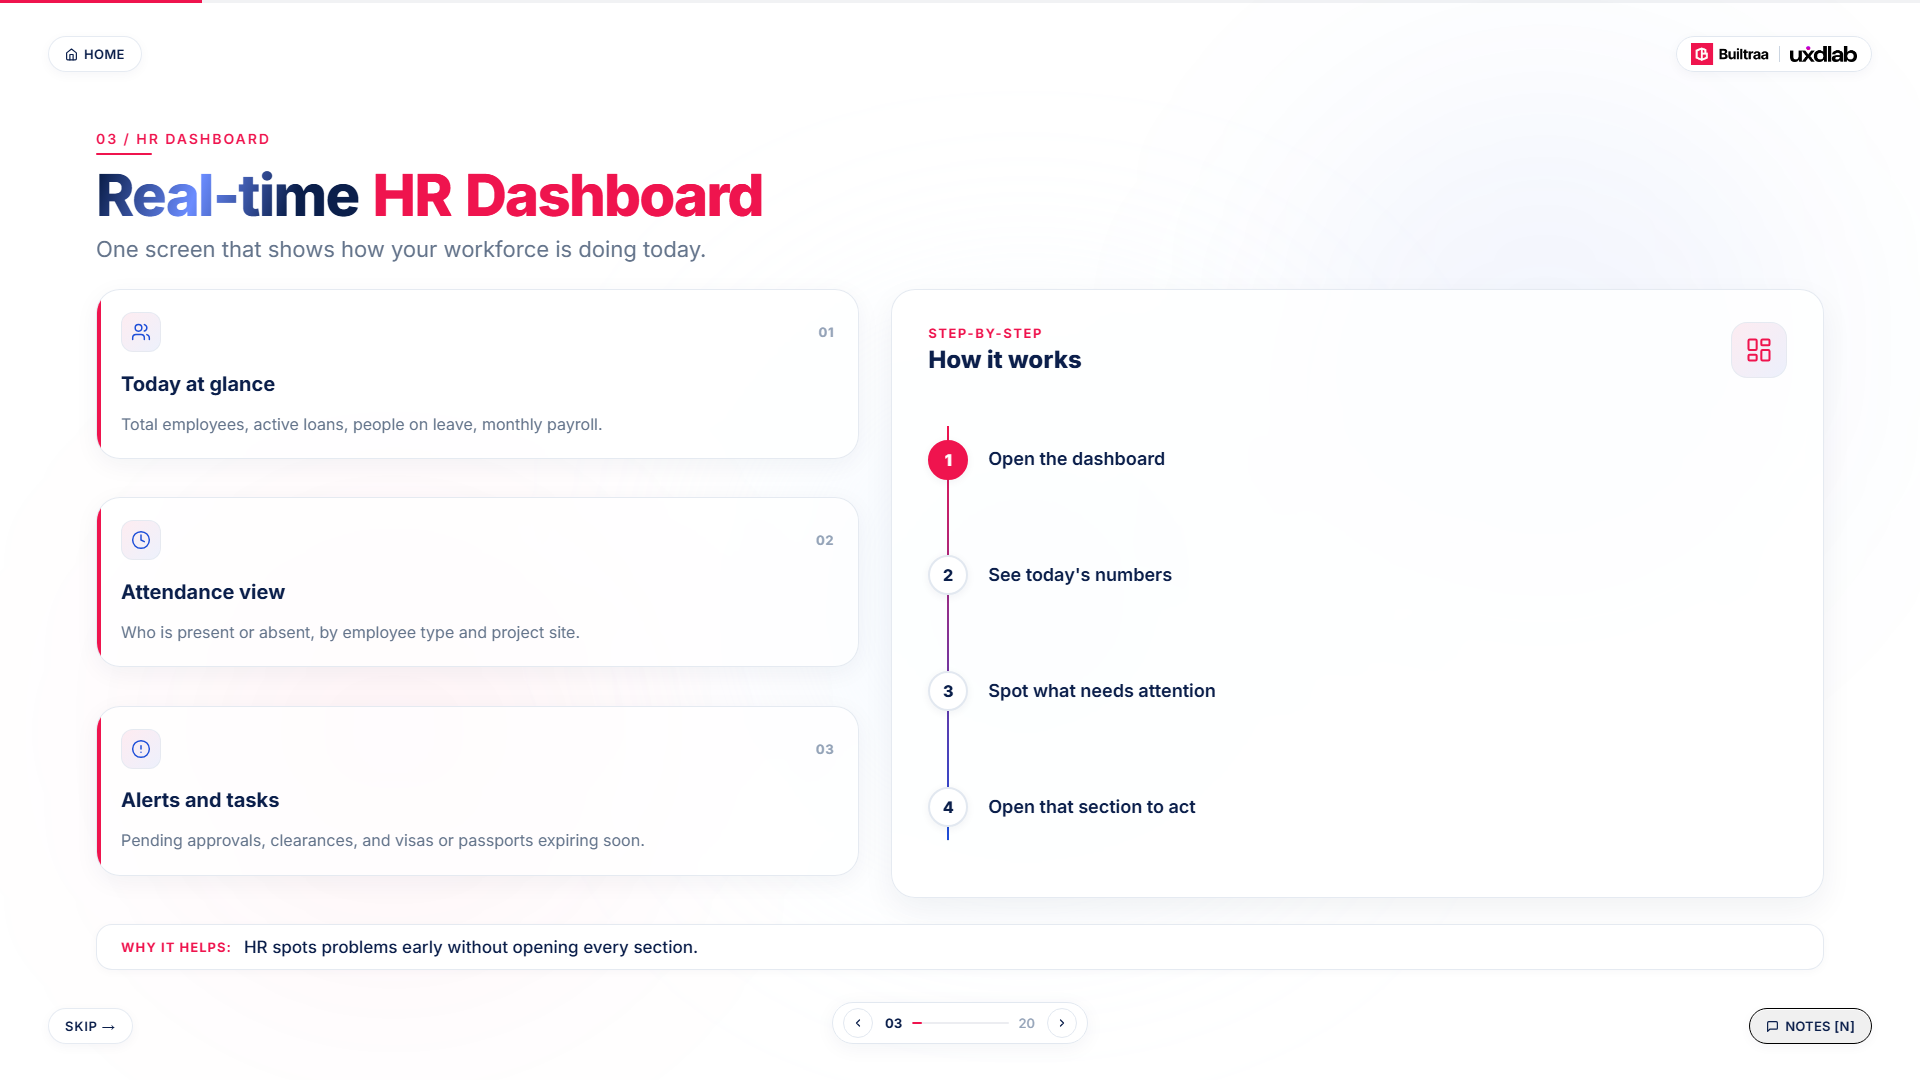 HOME
Builtraa
uxdlab
03 / HR DASHBOARD
Real-time HR Dashboard
One screen that shows how your workforce is doing today.
01
Today at glance
Total employees, active loans, people on leave, monthly payroll.
02
Attendance view
Who is present or absent, by employee type and project site.
03
Alerts and tasks
Pending approvals, clearances, and visas or passports expiring soon.
STEP-BY-STEP
How it works
1 Open the dashboard
2 See today's numbers
3 Spot what needs attention
4 Open that section to act
WHY IT HELPS: HR spots problems early without opening every section.
SKIP →
03 20
NOTES [N]